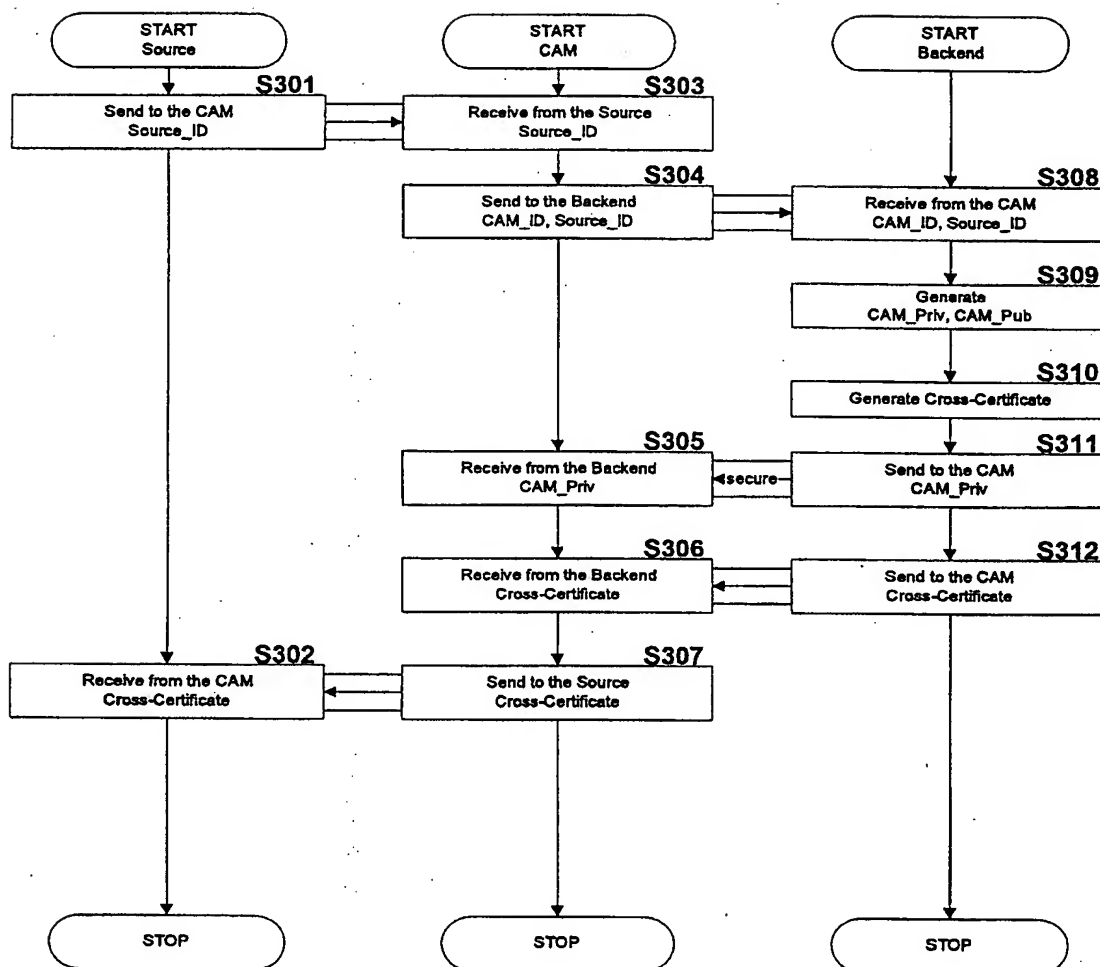 START
Source
START
CAM
START
Backend
S301
Send to the CAM
Source_ID
S303
Receive from the Source
Source_ID
S304
Send to the Backend
CAM_ID, Source_ID
S308
Receive from the CAM
CAM_ID, Source_ID
S309
Generate
CAM_Priv, CAM_Pub
S310
Generate Cross-Certificate
S305
Receive from the Backend
CAM_Priv
secure
S311
Send to the CAM
CAM_Priv
S306
Receive from the Backend
Cross-Certificate
S312
Send to the CAM
Cross-Certificate
S302
Receive from the CAM
Cross-Certificate
S307
Send to the Source
Cross-Certificate
STOP
STOP
STOP